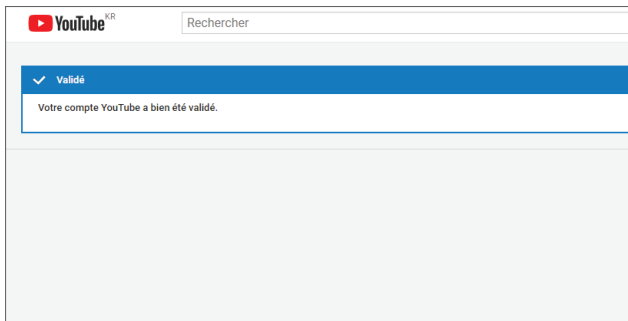 YouTube KR
Rechercher
Validé
Votre compte YouTube a bien été validé.